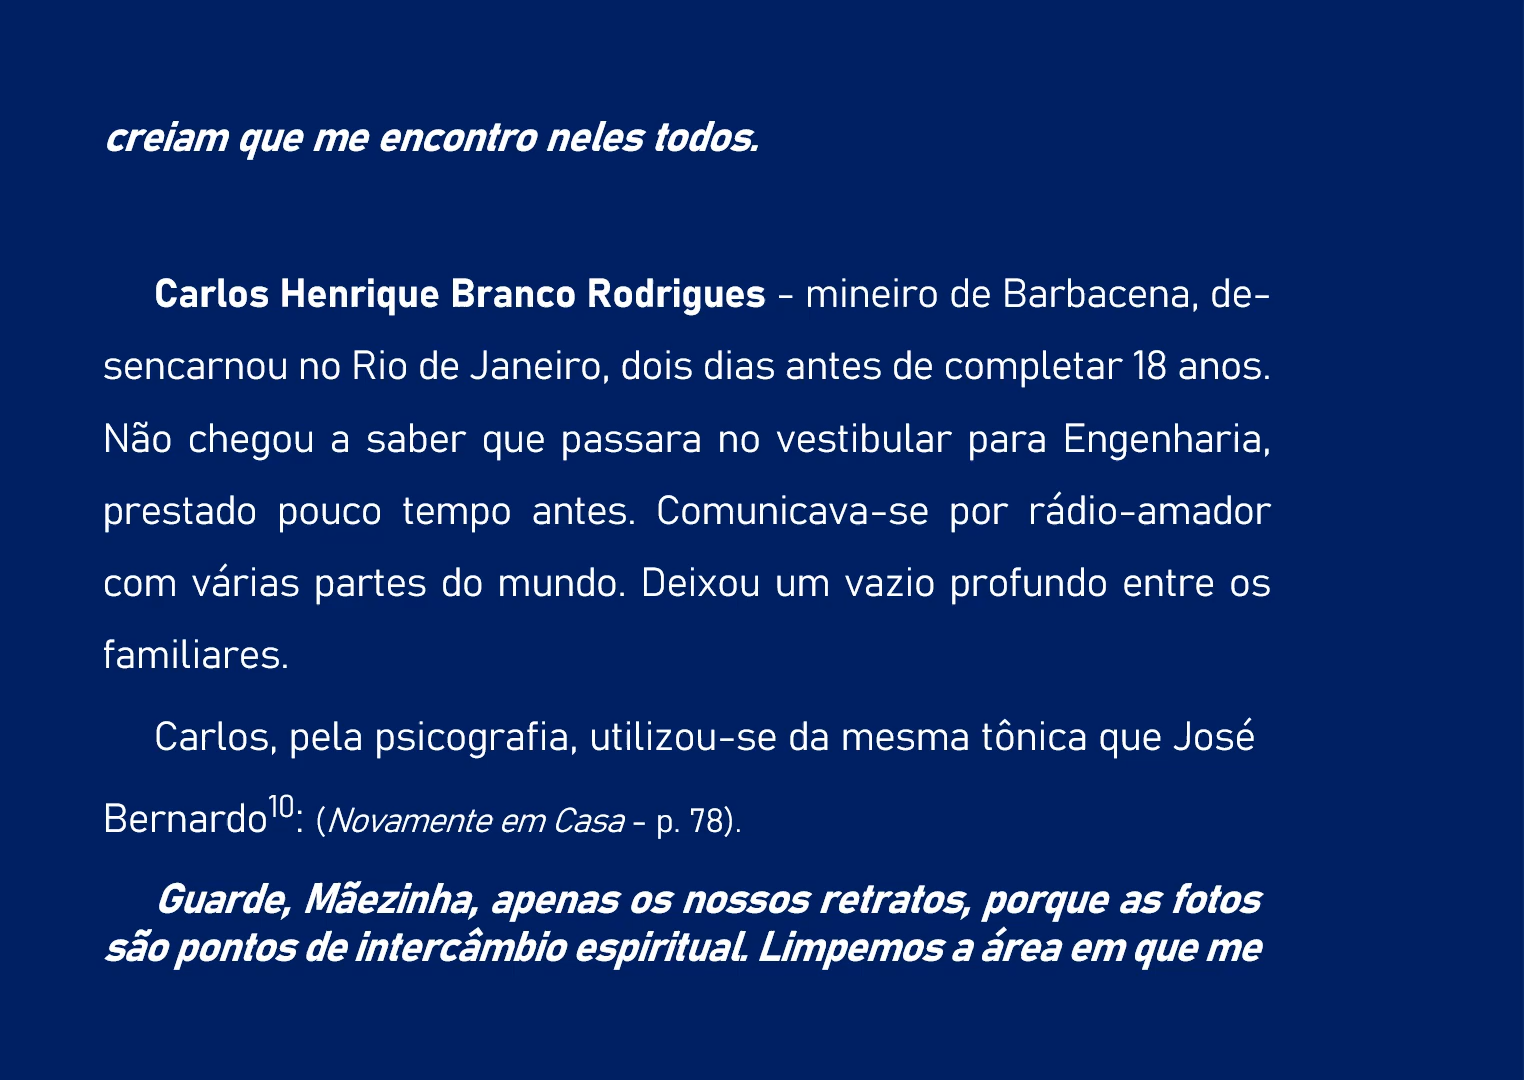 creiam que me encontro neles todos.
Carlos Henrique Branco Rodrigues - mineiro de Barbacena, de-
sencarnou no Rio de Janeiro, dois dias antes de completar 18 anos.
Não chegou a saber que passara no vestibular para Engenharia,
prestado pouco tempo antes. Comunicava-se por rádio-amador
com várias partes do mundo. Deixou um vazio profundo entre os
familiares.
Carlos, pela psicografia, utilizou-se da mesma tônica que José
Bernardo10: (Novamente em Casa - p. 78).
Guarde, Mãezinha, apenas os nossos retratos, porque as fotos
são pontos de intercâmbio espiritual. Limpemos a área em que me